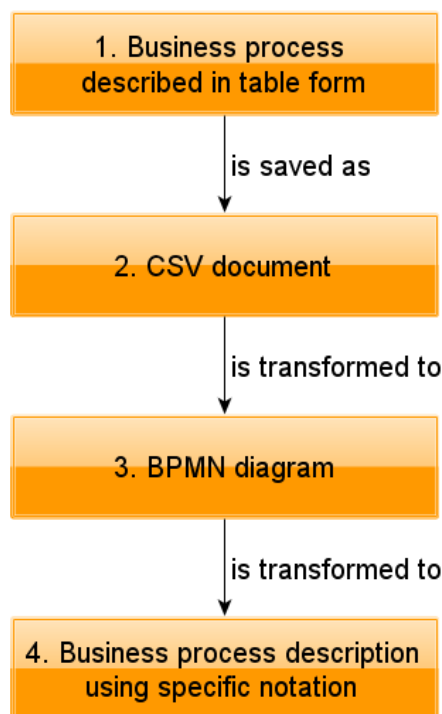 1. Business process
described in table form
is saved as
2. CSV document
is transformed to
3. BPMN diagram
is transformed to
4. Business process description
using specific notation